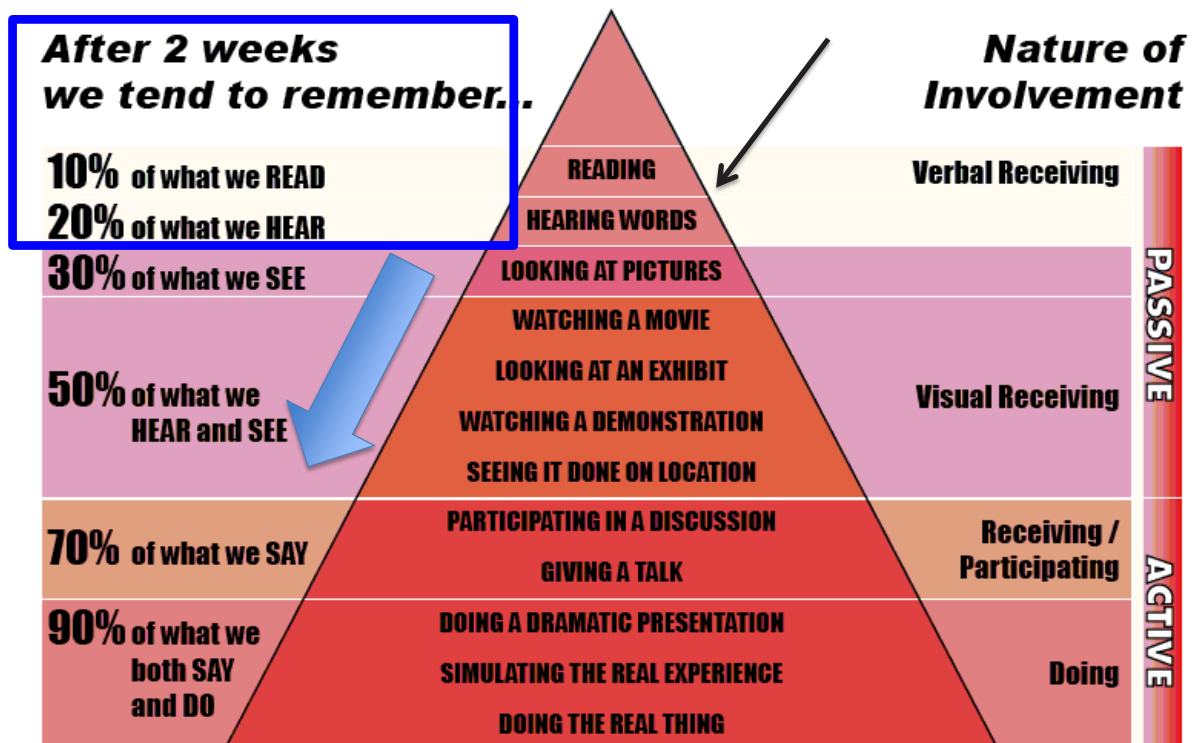 After 2 weeks
we tend to remember...
Nature of
Involvement
10% of what we READ
READING
Verbal Receiving
20% of what we HEAR
HEARING WORDS
30% of what we SEE
LOOKING AT PICTURES
WATCHING A MOVIE
LOOKING AT AN EXHIBIT
50% of what we
HEAR and SEE
WATCHING A DEMONSTRATION
SEEING IT DONE ON LOCATION
Visual Receiving
PASSIVE
70% of what we SAY
PARTICIPATING IN A DISCUSSION
GIVING A TALK
Receiving /
Participating
90% of what we
both SAY
and DO
DOING A DRAMATIC PRESENTATION
SIMULATING THE REAL EXPERIENCE
DOING THE REAL THING
Doing
ACTIVE